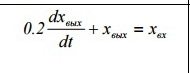 0.2 dx_вых/dt + x_вых = x_вх